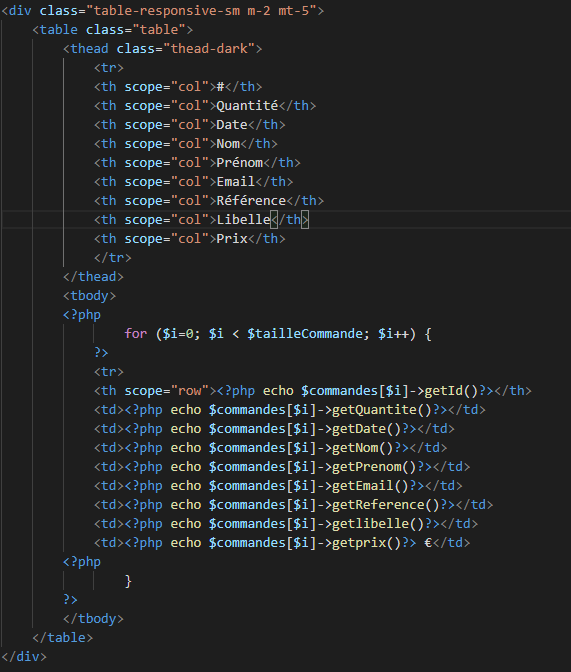 <div class="table-responsive-sm m-2 mt-5">
<table class="table">
<thead class="thead-dark">
<tr>
<th scope="col">#</th>
<th scope="col">Quantité</th>
<th scope="col">Date</th>
<th scope="col">Nom</th>
<th scope="col">Prénom</th>
<th scope="col">Email</th>
<th scope="col">Référence</th>
<th scope="col">Libelle</th>
<th scope="col">Prix</th>
</tr>
</thead>
<tbody>
<?php
for ($i=0; $i < $tailleCommande; $i++) {
?>
<tr>
<th scope="row"><?php echo $commandes[$i]->getId()?></th>
<td><?php echo $commandes[$i]->getQuantite()?></td>
<td><?php echo $commandes[$i]->getDate()?></td>
<td><?php echo $commandes[$i]->getNom()?></td>
<td><?php echo $commandes[$i]->getPrenom()?></td>
<td><?php echo $commandes[$i]->getEmail()?></td>
<td><?php echo $commandes[$i]->getReference()?></td>
<td><?php echo $commandes[$i]->getlibelle()?></td>
<td><?php echo $commandes[$i]->getprix()?> €</td>
<?php
}
?>
</tbody>
</table>
</div>